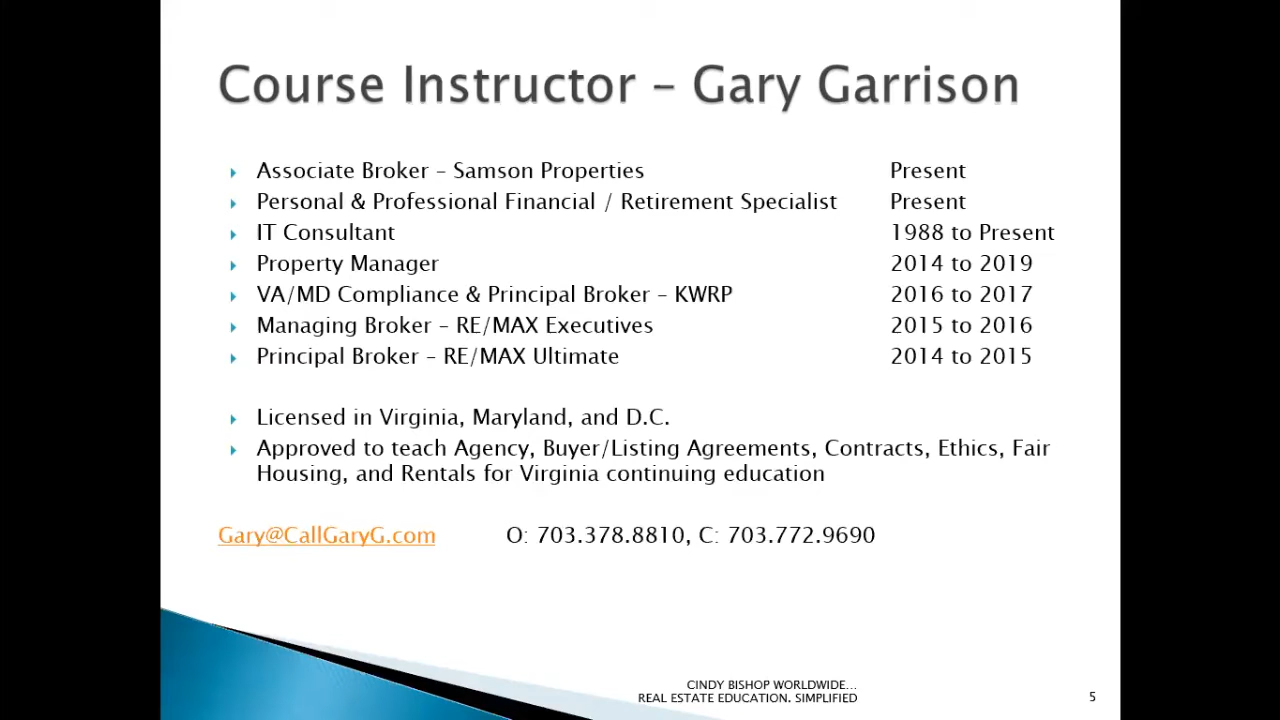 Course Instructor – Gary Garrison
Associate Broker – Samson Properties Present
Personal & Professional Financial / Retirement Specialist Present
IT Consultant 1988 to Present
Property Manager 2014 to 2019
VA/MD Compliance & Principal Broker – KWRP 2016 to 2017
Managing Broker – RE/MAX Executives 2015 to 2016
Principal Broker – RE/MAX Ultimate 2014 to 2015
Licensed in Virginia, Maryland, and D.C.
Approved to teach Agency, Buyer/Listing Agreements, Contracts, Ethics, Fair
Housing, and Rentals for Virginia continuing education
Gary@CallGaryG.com O: 703.378.8810, C: 703.772.9690
CINDY BISHOP WORLDWIDE...
REAL ESTATE EDUCATION. SIMPLIFIED
5